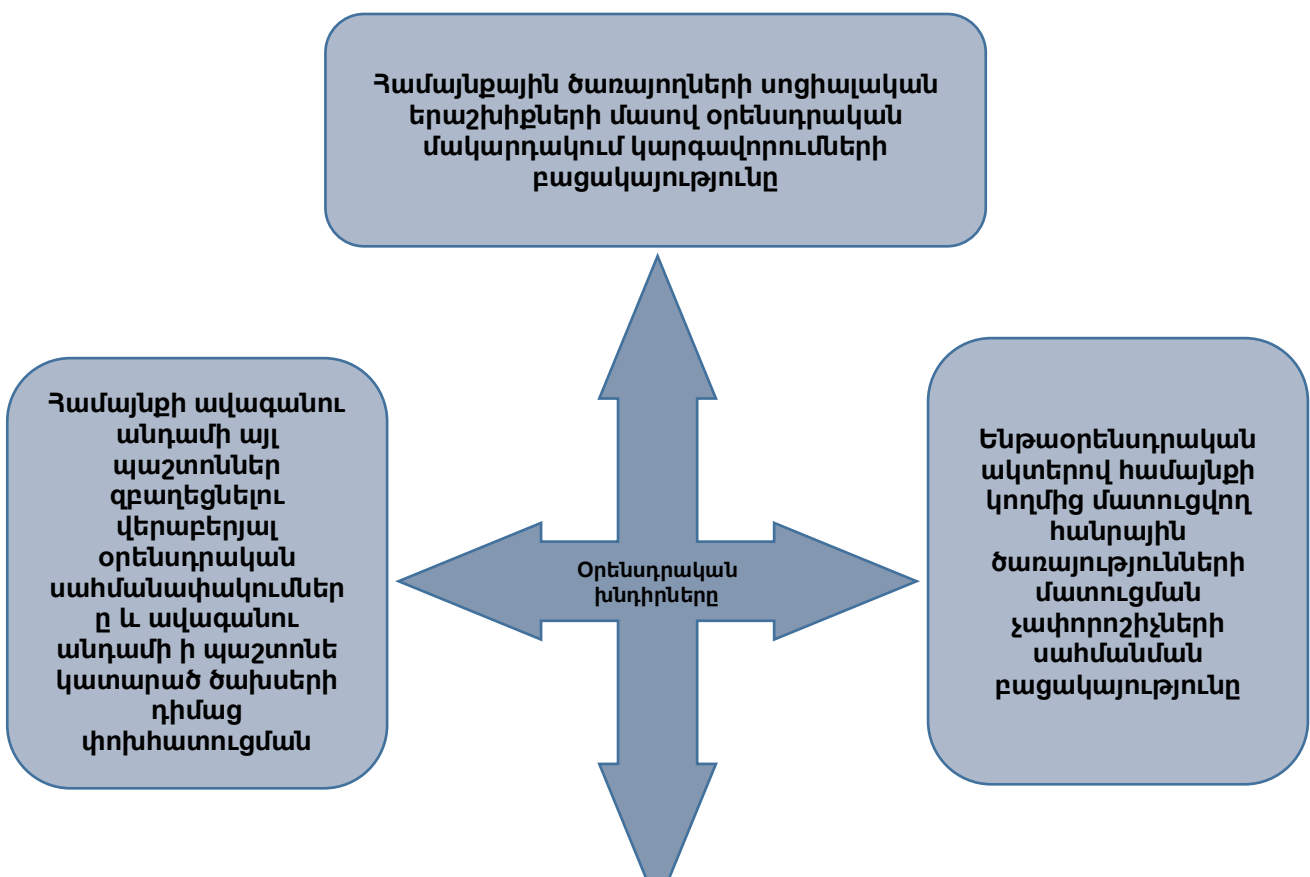 Համայնքային ծառայողների սոցիալական
երաշխիքների մասով օրենսդրական
մակարդակում կարգավորումների
բացակայությունը
Համայնքի ավագանու
անդամի այլ
պաշտոններ
զբաղեցնելու
վերաբերյալ
օրենսդրական
սահմանափակումներ
ը և ավագանու
անդամի ի պաշտոնե
կատարած ծախսերի
դիմաց
փոխհատուցման
Օրենսդրական
խնդիրները
Ենթաօրենսդրական
ակտերով համայնքի
կողմից մատուցվող
հանրային
ծառայությունների
մատուցման
չափորոշիչների
սահմանման
բացակայությունը